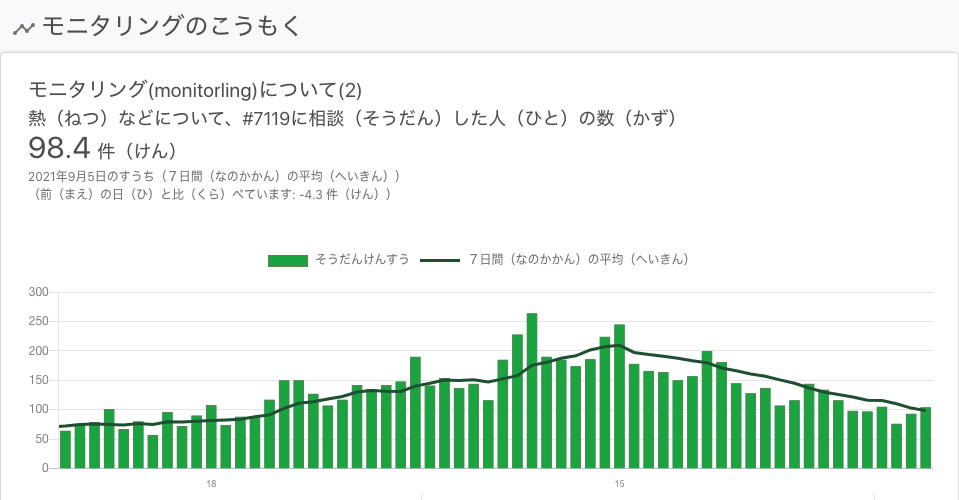 モニタリングのこうもく
モニタリング(monitorling)について(2)
熱（ねつ）などについて、#7119に相談（そうだん）した人（ひと）の数（かず）
98.4 件（けん）
2021年9月5日のすうち（７日間（なのかかん）の平均（へいきん））
（前（まえ）の日（ひ）と比（くら）べています: -4.3 件（けん））
そうだんけんすう ７日間（なのかかん）の平均（へいきん）
300
250
200
150
100
50
0
18 15